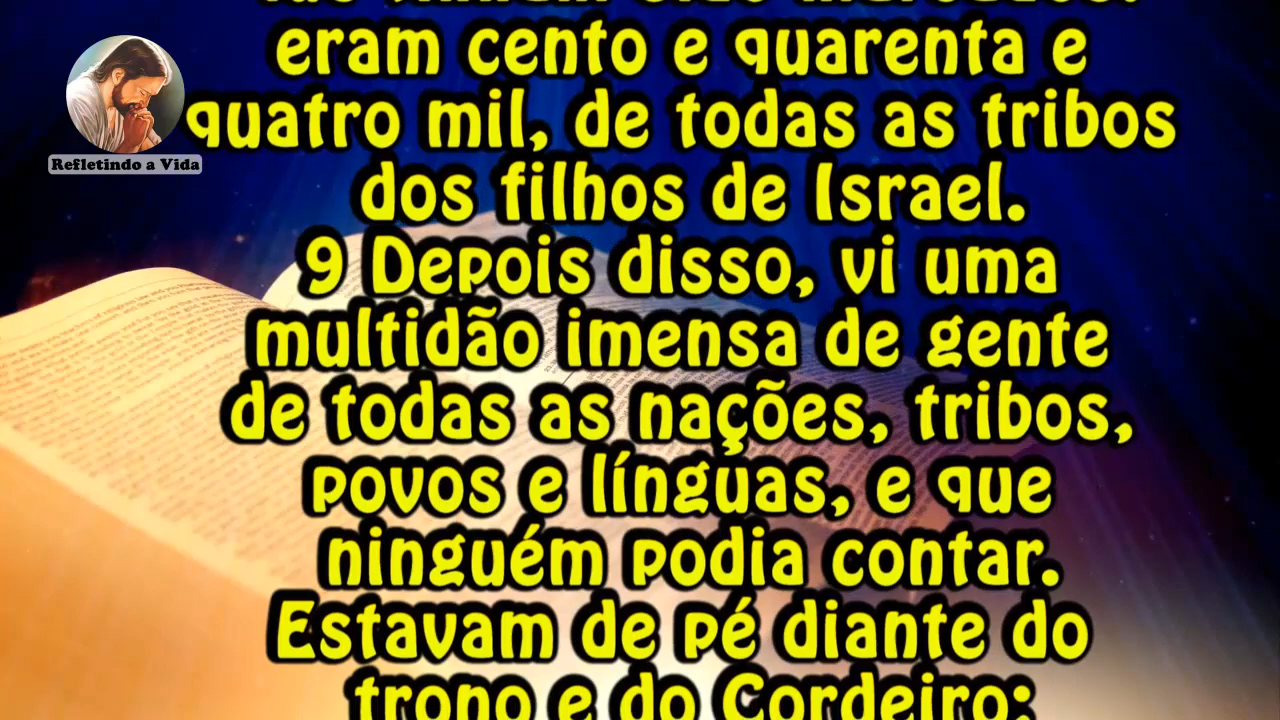 Refletindo a Vida
eram cento e quarenta e
quatro mil, de todas as tribos
dos filhos de Israel.
9 Depois disso, vi uma
multidão imensa de gente
de todas as nações, tribos,
povos e línguas, e que
ninguém podia contar.
Estavam de pé diante do
trono e do Cordeiro;